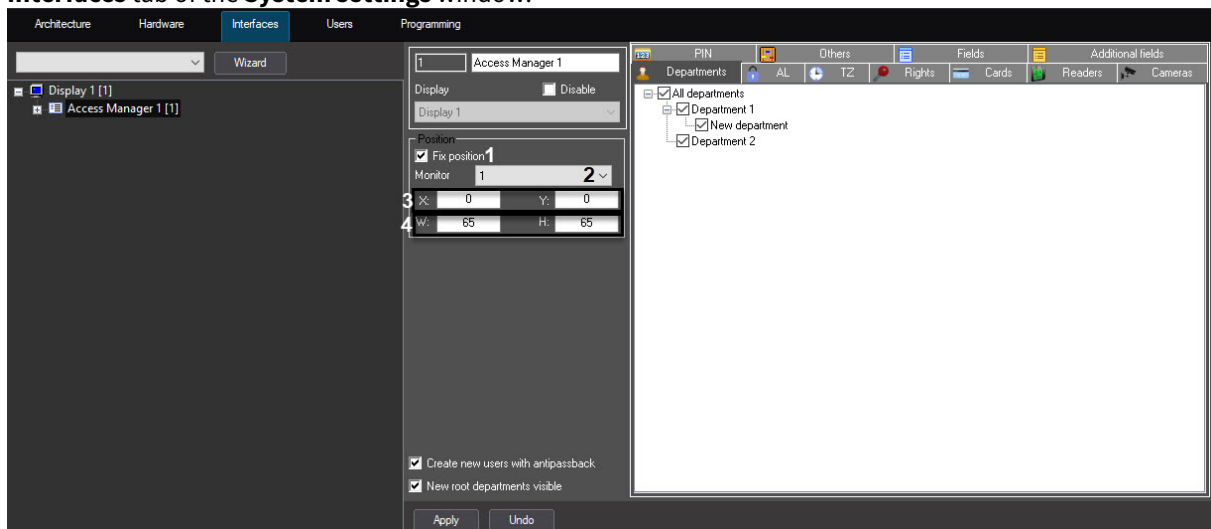 Interfaces tab of the System settings window.
Architecture Hardware Interfaces Users Programming
Wizard
Display 1 [1]
Access Manager 1 [1]
1 Access Manager 1
Display Disable
Display 1
Position
Fix position 1
Monitor 1 2
3 X: 0 Y: 0
4 W: 65 H: 65
Create new users with antipassback
New root departments visible
Apply Undo
123 PIN Others Fields Additional fields
Departments AL TZ Rights Cards Readers Cameras
All departments
Department 1
New department
Department 2